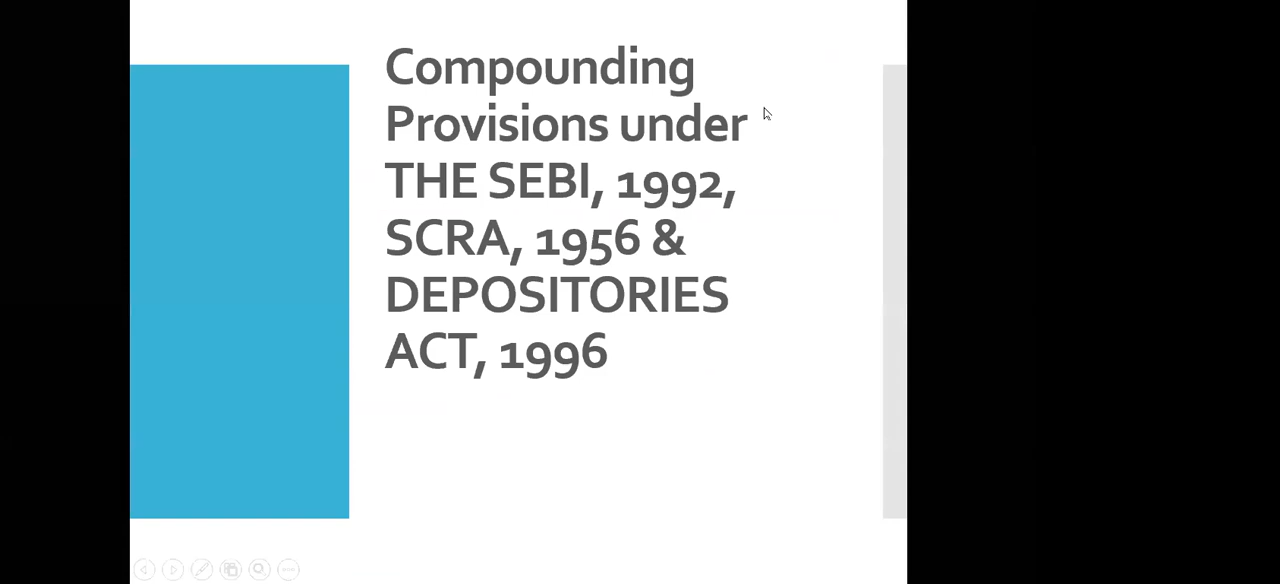 Compounding
Provisions under
THE SEBI, 1992,
SCRA, 1956 &
DEPOSITORIES
ACT, 1996